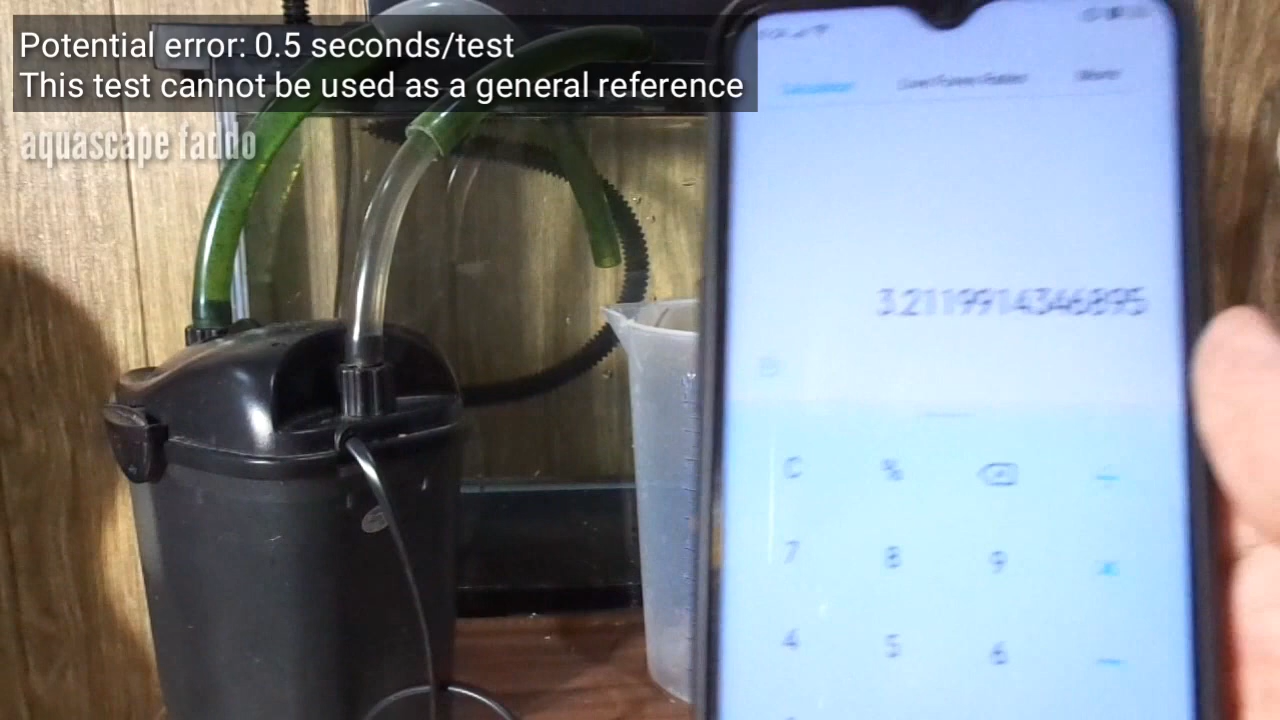 Potential error: 0.5 seconds/test
This test cannot be used as a general reference
aquascape faddo
3.2119914346895
C % ÷
7 8 9 ×
4 5 6 −